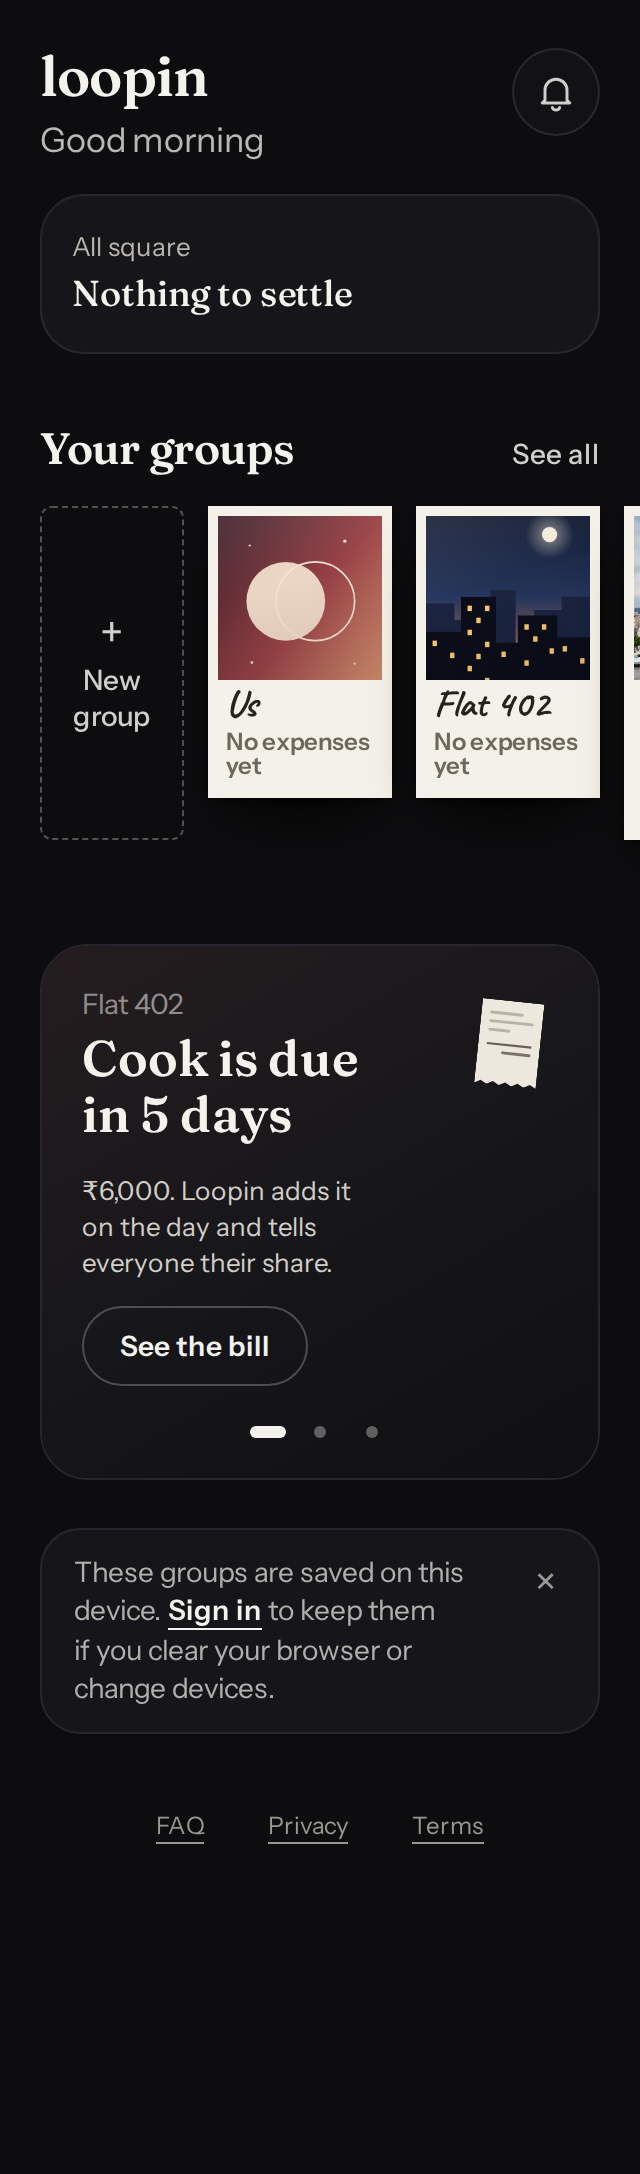 loopin
Good morning
All square
Nothing to settle
Your groups
See all
+
New
group
Us
No expenses
yet
Flat 402
No expenses
yet
Flat 402
Cook is due
in 5 days
₹6,000. Loopin adds it
on the day and tells
everyone their share.
See the bill
These groups are saved on this
device. Sign in to keep them
if you clear your browser or
change devices.
×
FAQ
Privacy
Terms